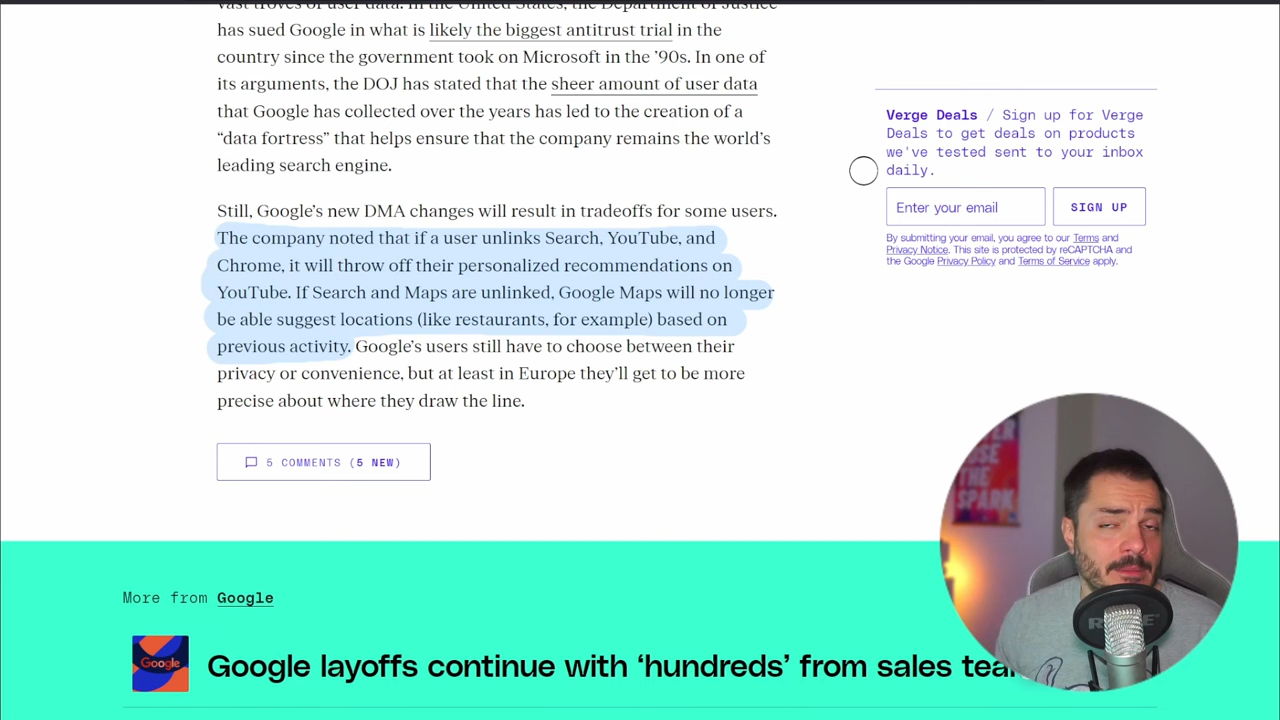 vast troves of user data. In the United States, the Department of Justice
has sued Google in what is likely the biggest antitrust trial in the
country since the government took on Microsoft in the ’90s. In one of
its arguments, the DOJ has stated that the sheer amount of user data
that Google has collected over the years has led to the creation of a
“data fortress” that helps ensure that the company remains the world’s
leading search engine.
Still, Google’s new DMA changes will result in tradeoffs for some users.
The company noted that if a user unlinks Search, YouTube, and
Chrome, it will throw off their personalized recommendations on
YouTube. If Search and Maps are unlinked, Google Maps will no longer
be able suggest locations (like restaurants, for example) based on
previous activity. Google’s users still have to choose between their
privacy or convenience, but at least in Europe they’ll get to be more
precise about where they draw the line.
5 COMMENTS (5 NEW)
Verge Deals / Sign up for Verge
Deals to get deals on products
we've tested sent to your inbox
daily.
Enter your email
SIGN UP
By submitting your email, you agree to our Terms and
Privacy Notice. This site is protected by reCAPTCHA and
the Google Privacy Policy and Terms of Service apply.
THE
SPARK
More from Google
Google
Google layoffs continue with ‘hundreds’ from sales